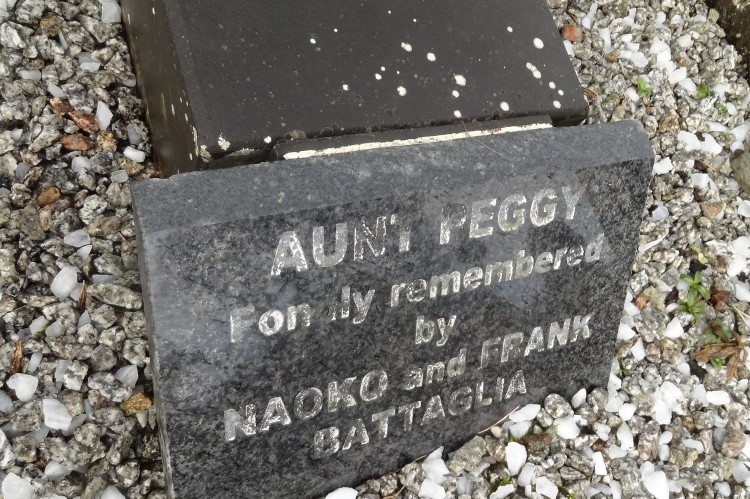 AUNT PEGGY
Fondly remembered
by
NAOKO and FRANK
BATTAGLIA